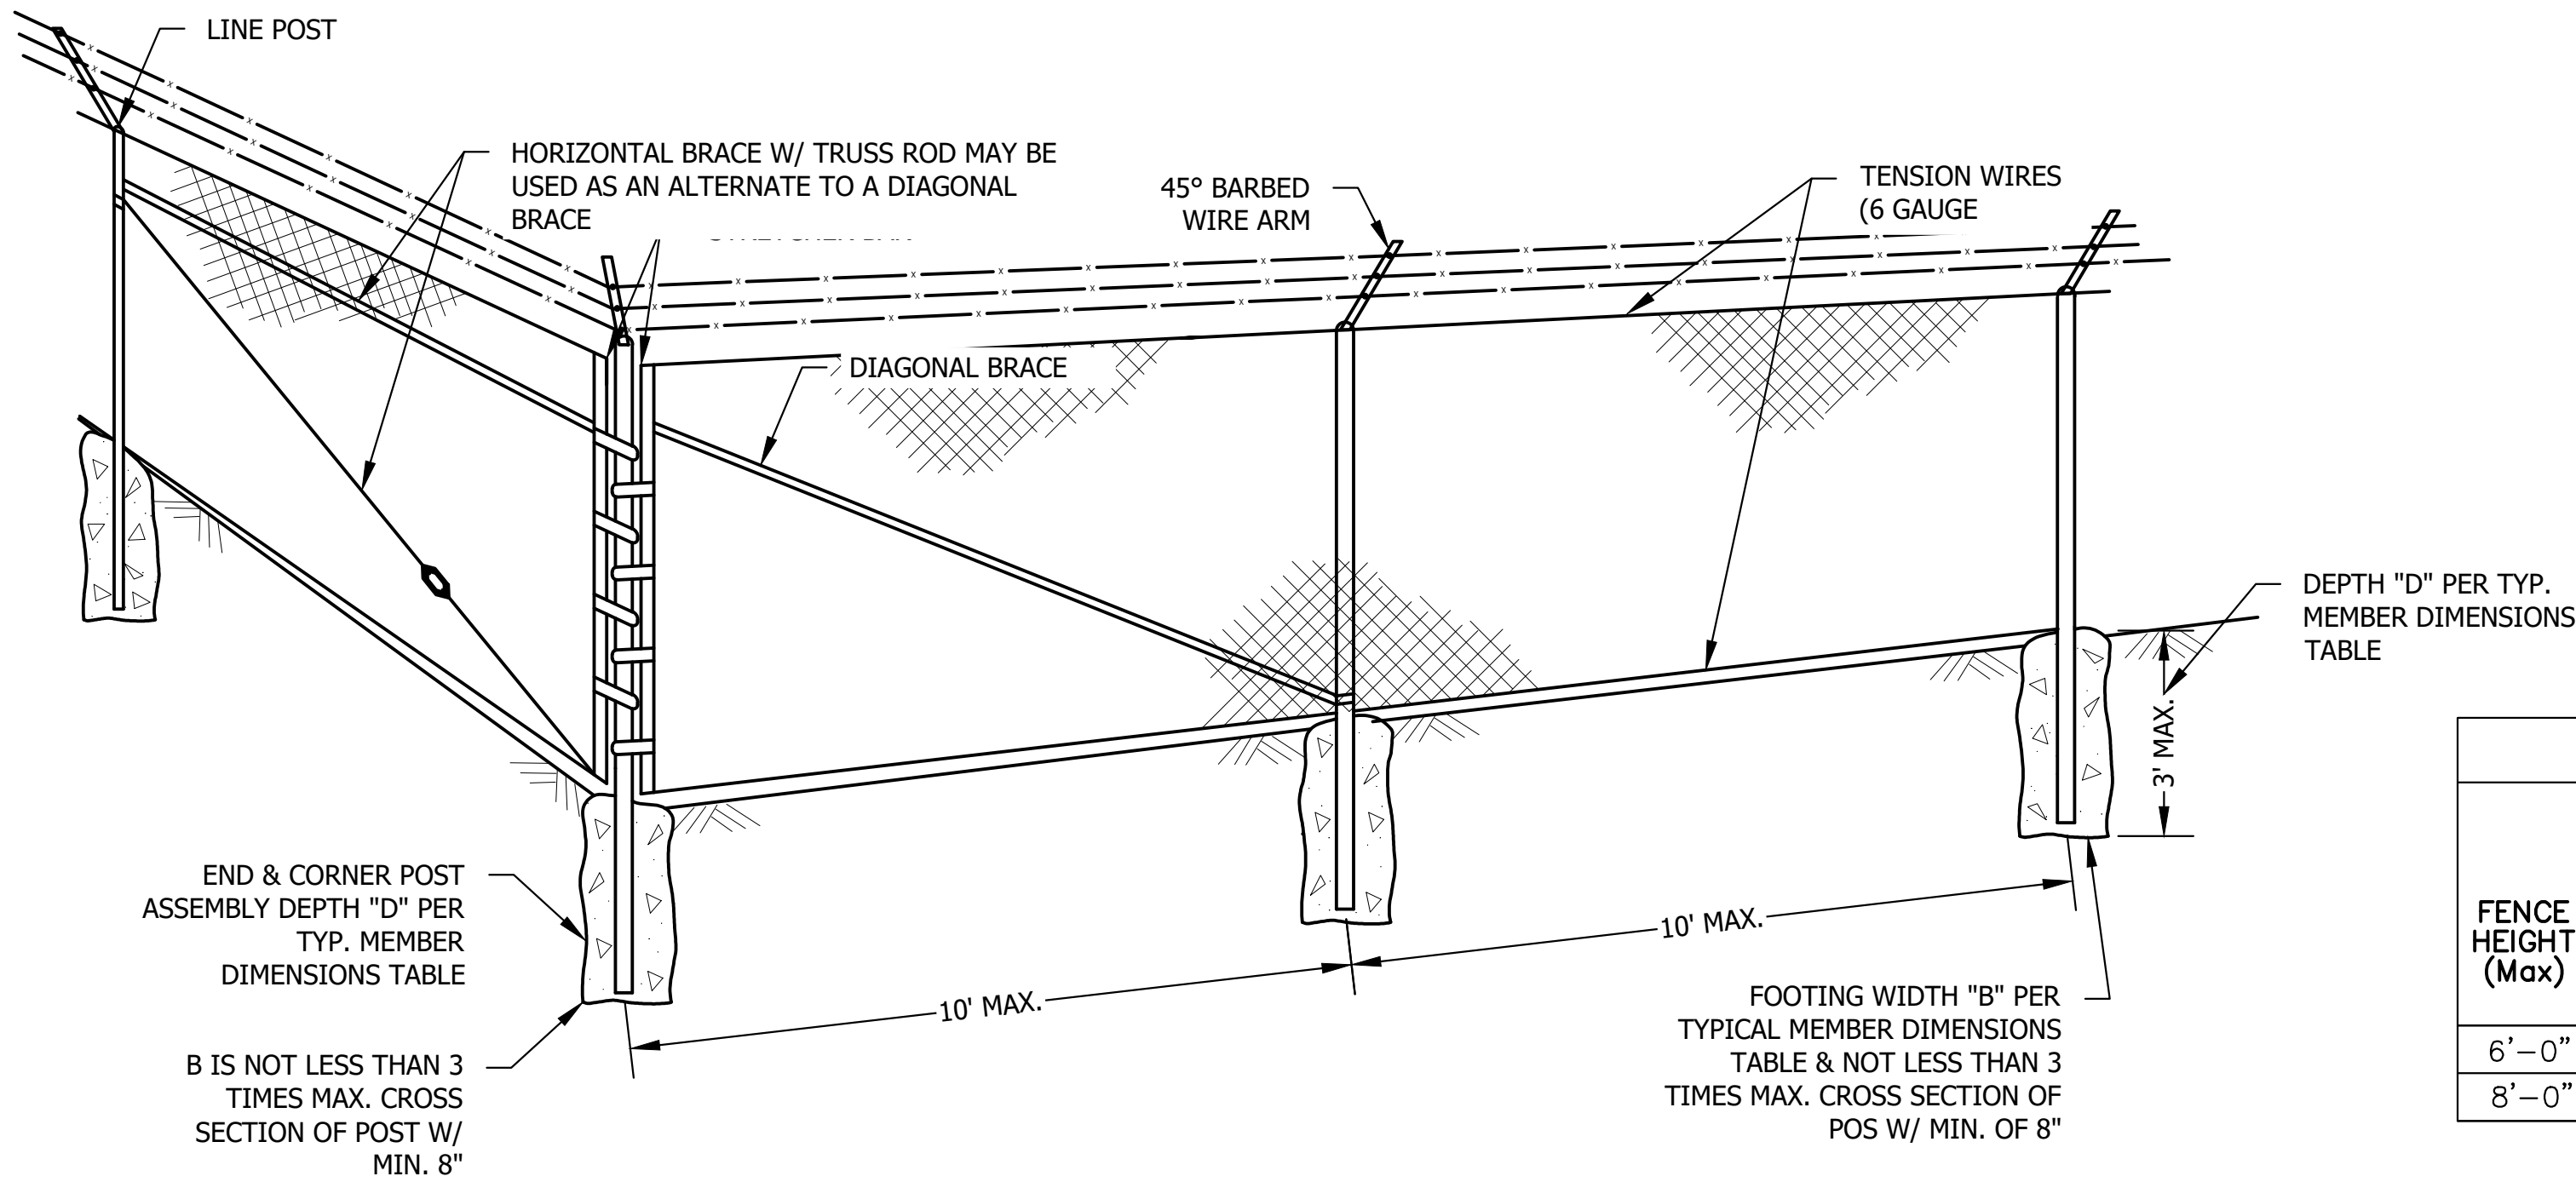 LINE POST
HORIZONTAL BRACE W/ TRUSS ROD MAY BE
USED AS AN ALTERNATE TO A DIAGONAL
BRACE
45° BARBED
WIRE ARM
TENSION WIRES
(6 GAUGE
DIAGONAL BRACE
DEPTH "D" PER TYP.
MEMBER DIMENSIONS
TABLE
3' MAX.
END & CORNER POST
ASSEMBLY DEPTH "D" PER
TYP. MEMBER
DIMENSIONS TABLE
B IS NOT LESS THAN 3
TIMES MAX. CROSS
SECTION OF POST W/
MIN. 8"
10' MAX.
10' MAX.
FOOTING WIDTH "B" PER
TYPICAL MEMBER DIMENSIONS
TABLE & NOT LESS THAN 3
TIMES MAX. CROSS SECTION OF
POS W/ MIN. OF 8"
FENCE
HEIGHT
(Max)
6'-0"
8'-0"